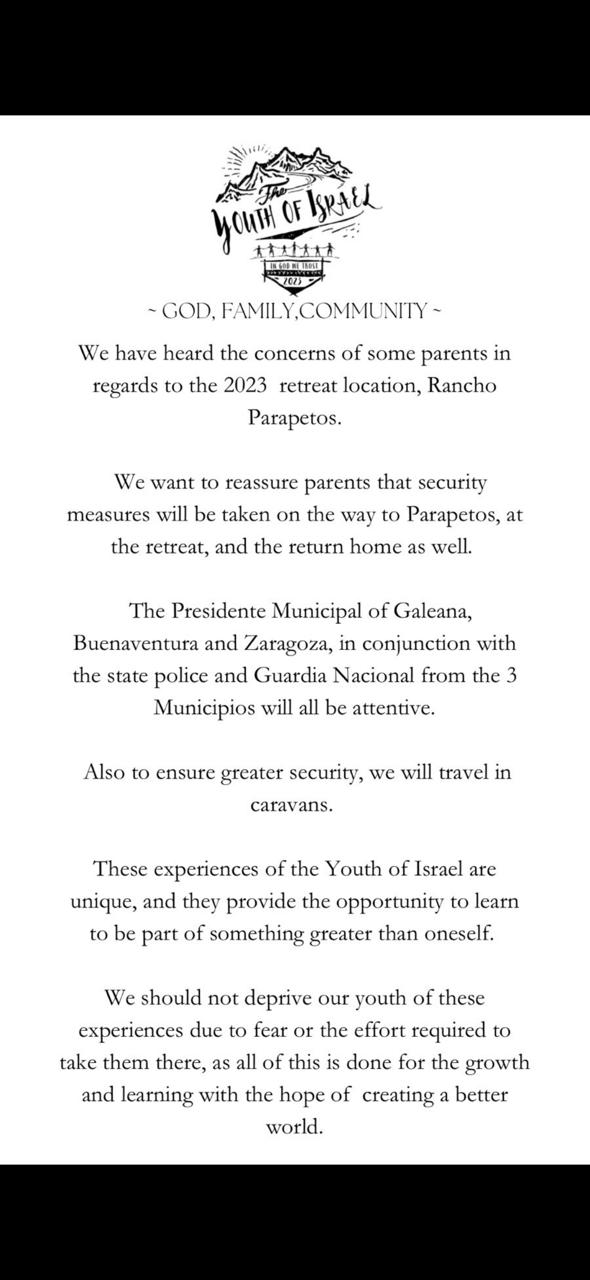 The
YOUTH OF ISRAEL
IN GOD WE TRUST
2023
~ GOD, FAMILY,COMMUNITY ~
We have heard the concerns of some parents in
regards to the 2023 retreat location, Rancho
Parapetos.
We want to reassure parents that security
measures will be taken on the way to Parapetos, at
the retreat, and the return home as well.
The Presidente Municipal of Galeana,
Buenaventura and Zaragoza, in conjunction with
the state police and Guardia Nacional from the 3
Municipios will all be attentive.
Also to ensure greater security, we will travel in
caravans.
These experiences of the Youth of Israel are
unique, and they provide the opportunity to learn
to be part of something greater than oneself.
We should not deprive our youth of these
experiences due to fear or the effort required to
take them there, as all of this is done for the growth
and learning with the hope of creating a better
world.